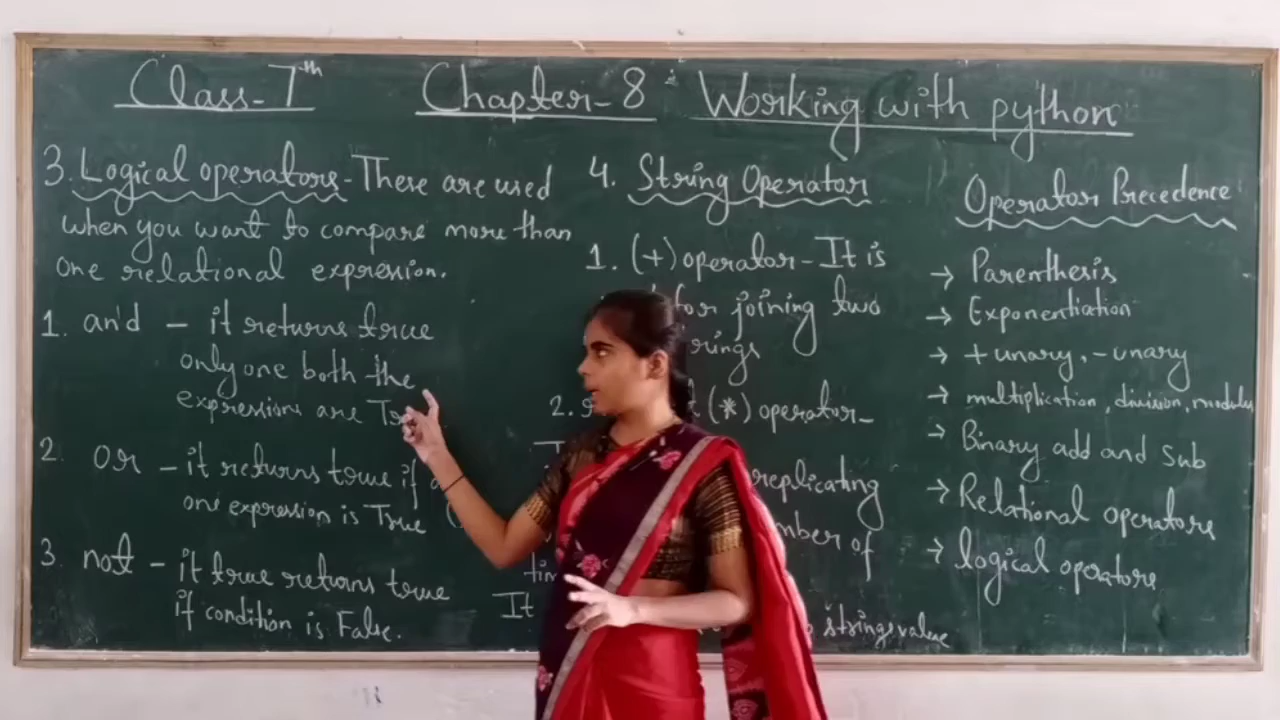 Class-7th Chapter-8 : Working with python
3. Logical operators - These are used
when you want to compare more than
one relational expression.
1. and - it returns true
only one both the
expressions are
2. or - it returns true if
one expression is True
3. not - it true returns true
if condition is False.
4. String Operator
1. (+) operator - It is
for joining two
2. (*) operator -
replicating
of
It
strings value
Operator Precedence
→ Parenthesis
→ Exponentiation
→ + unary, - unary
→ multiplication, division, modulus
→ Binary add and Sub
→ Relational operators
→ logical operators